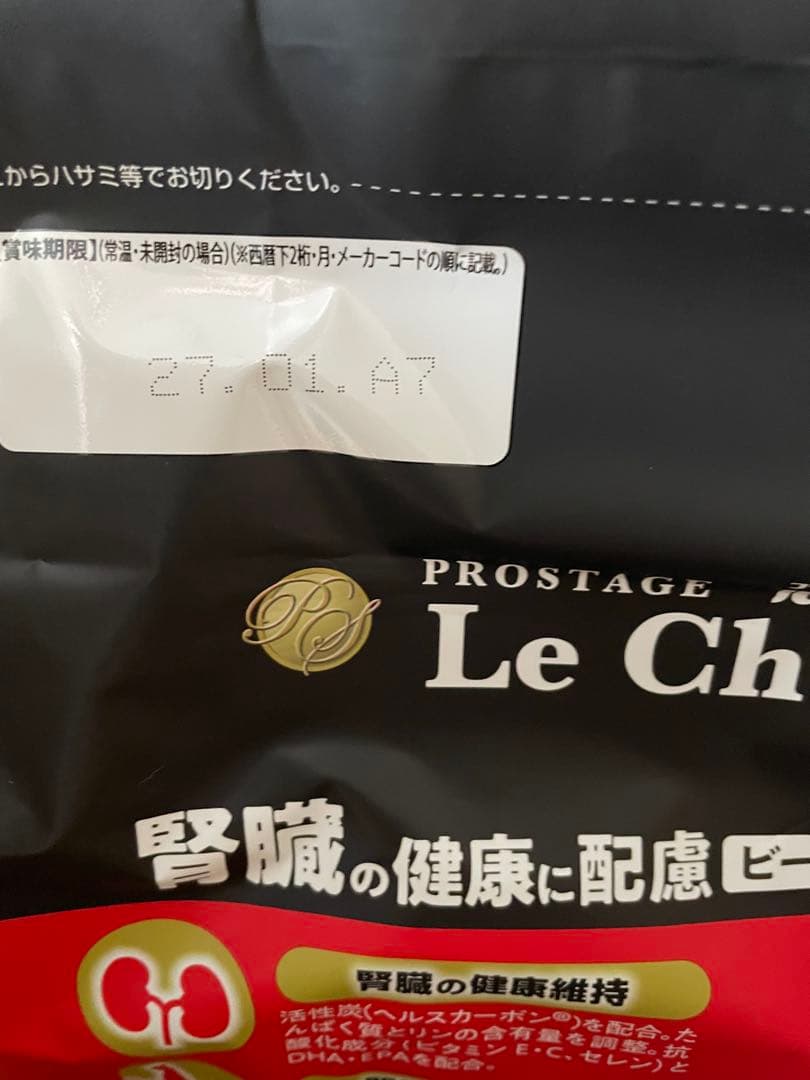 からハサミ等でお切りください。
賞味期限】(常温・未開封の場合)(※西暦下2桁・月・メーカーコードの順に記載。)
27.01.A7
PS
PROSTAGE
Le Ch
腎臓の健康に配慮 ビー
腎臓の健康維持
活性炭(ヘルスカーボン®)を配合。た
んぱく質とリンの含有量を調整。抗
酸化成分(ビタミンE・C、セレン)と
DHA・EPAを配合。